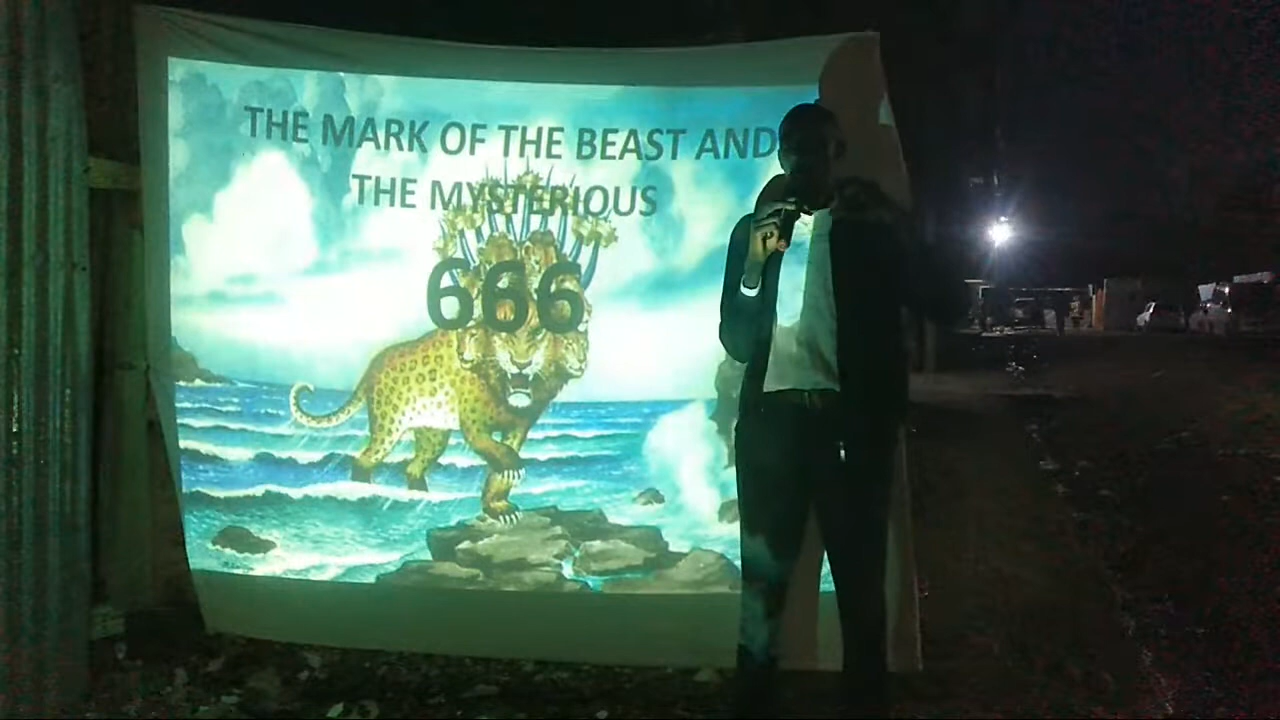 THE MARK OF THE BEAST AND
THE MYSTERIOUS
666